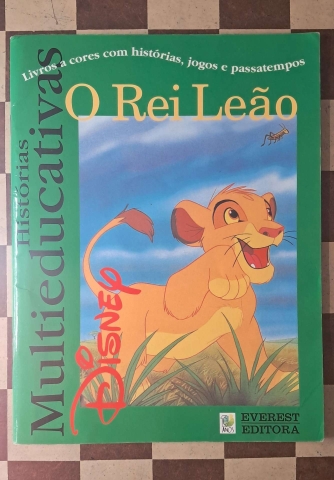 Livros a cores com histórias, jogos e passatempos
O Rei Leão
Histórias
Multieducativas
DISNEY
EVEREST
EDITORA